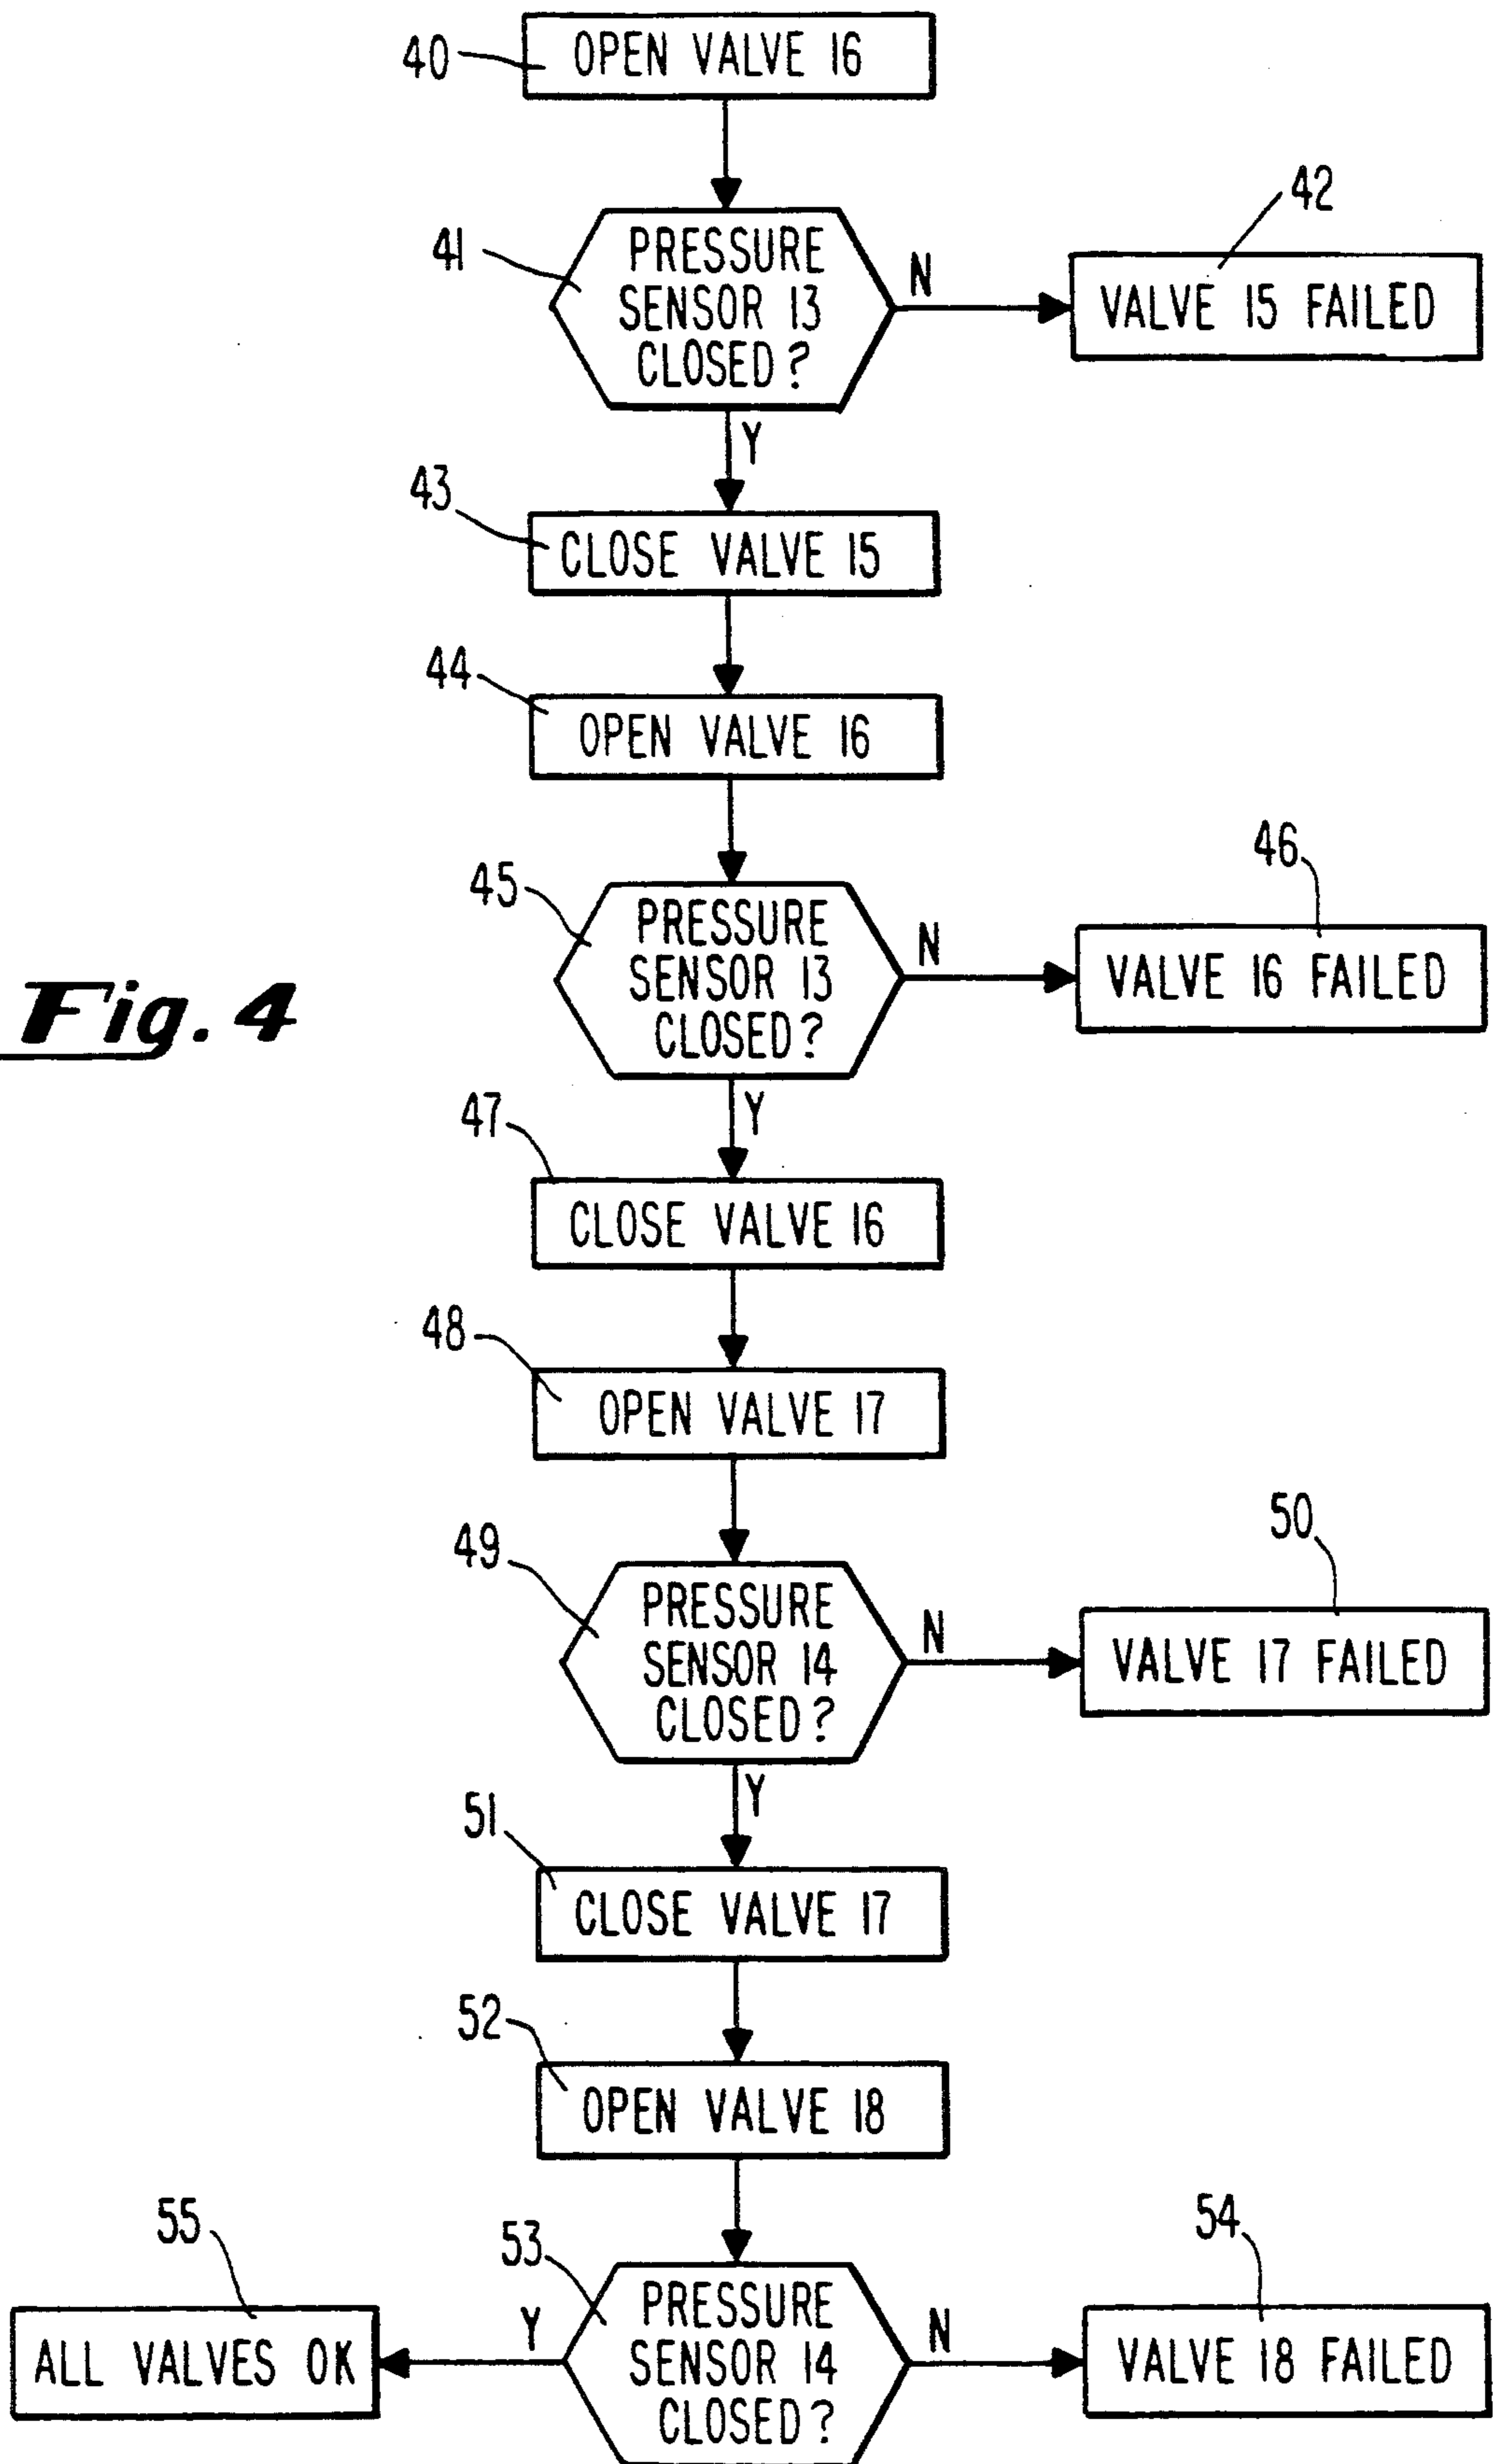 40
OPEN VALVE 16
41
PRESSURE
SENSOR 13
CLOSED?
N
42
VALVE 15 FAILED
Y
43
CLOSE VALVE 15
44
OPEN VALVE 16
45
PRESSURE
SENSOR 13
CLOSED?
N
46
VALVE 16 FAILED
Fig. 4
Y
47
CLOSE VALVE 16
48
OPEN VALVE 17
49
PRESSURE
SENSOR 14
CLOSED?
N
50
VALVE 17 FAILED
Y
51
CLOSE VALVE 17
52
OPEN VALVE 18
53
PRESSURE
SENSOR 14
CLOSED?
N
54
VALVE 18 FAILED
Y
55
ALL VALVES OK